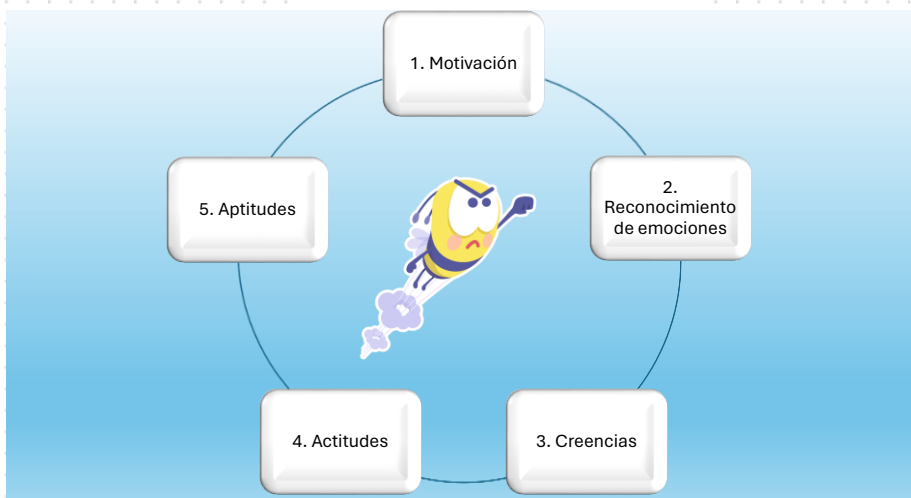 1. Motivación
2.
Reconocimiento
de emociones
3. Creencias
4. Actitudes
5. Aptitudes